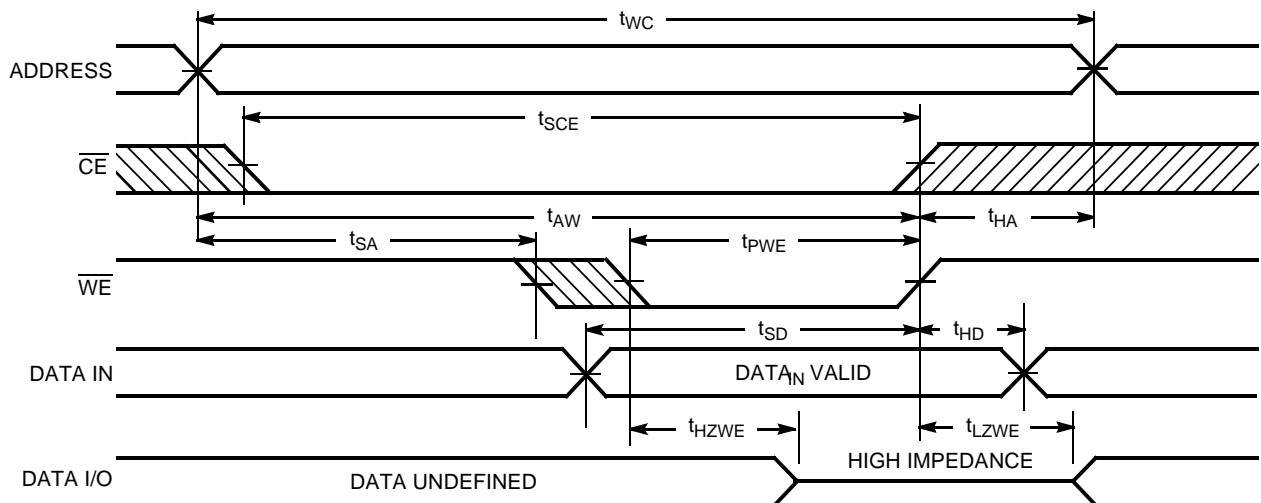 tWC
ADDRESS
tSCE
CE
tAW
tHA
tSA
tPWE
WE
tSD
tHD
DATA IN
DATAIN VALID
tHZWE
tLZWE
HIGH IMPEDANCE
DATA I/O
DATA UNDEFINED